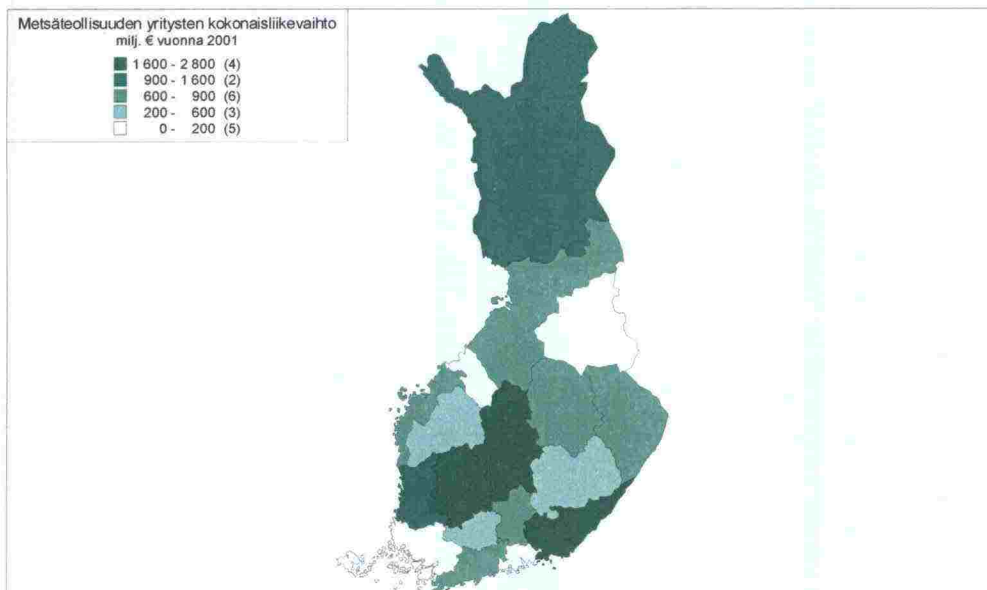 Metsäteollisuuden yritysten kokonaisliikevaihto
milj. € vuonna 2001
1 600 - 2 800 (4)
900 - 1 600 (2)
600 - 900 (6)
200 - 600 (3)
0 - 200 (5)